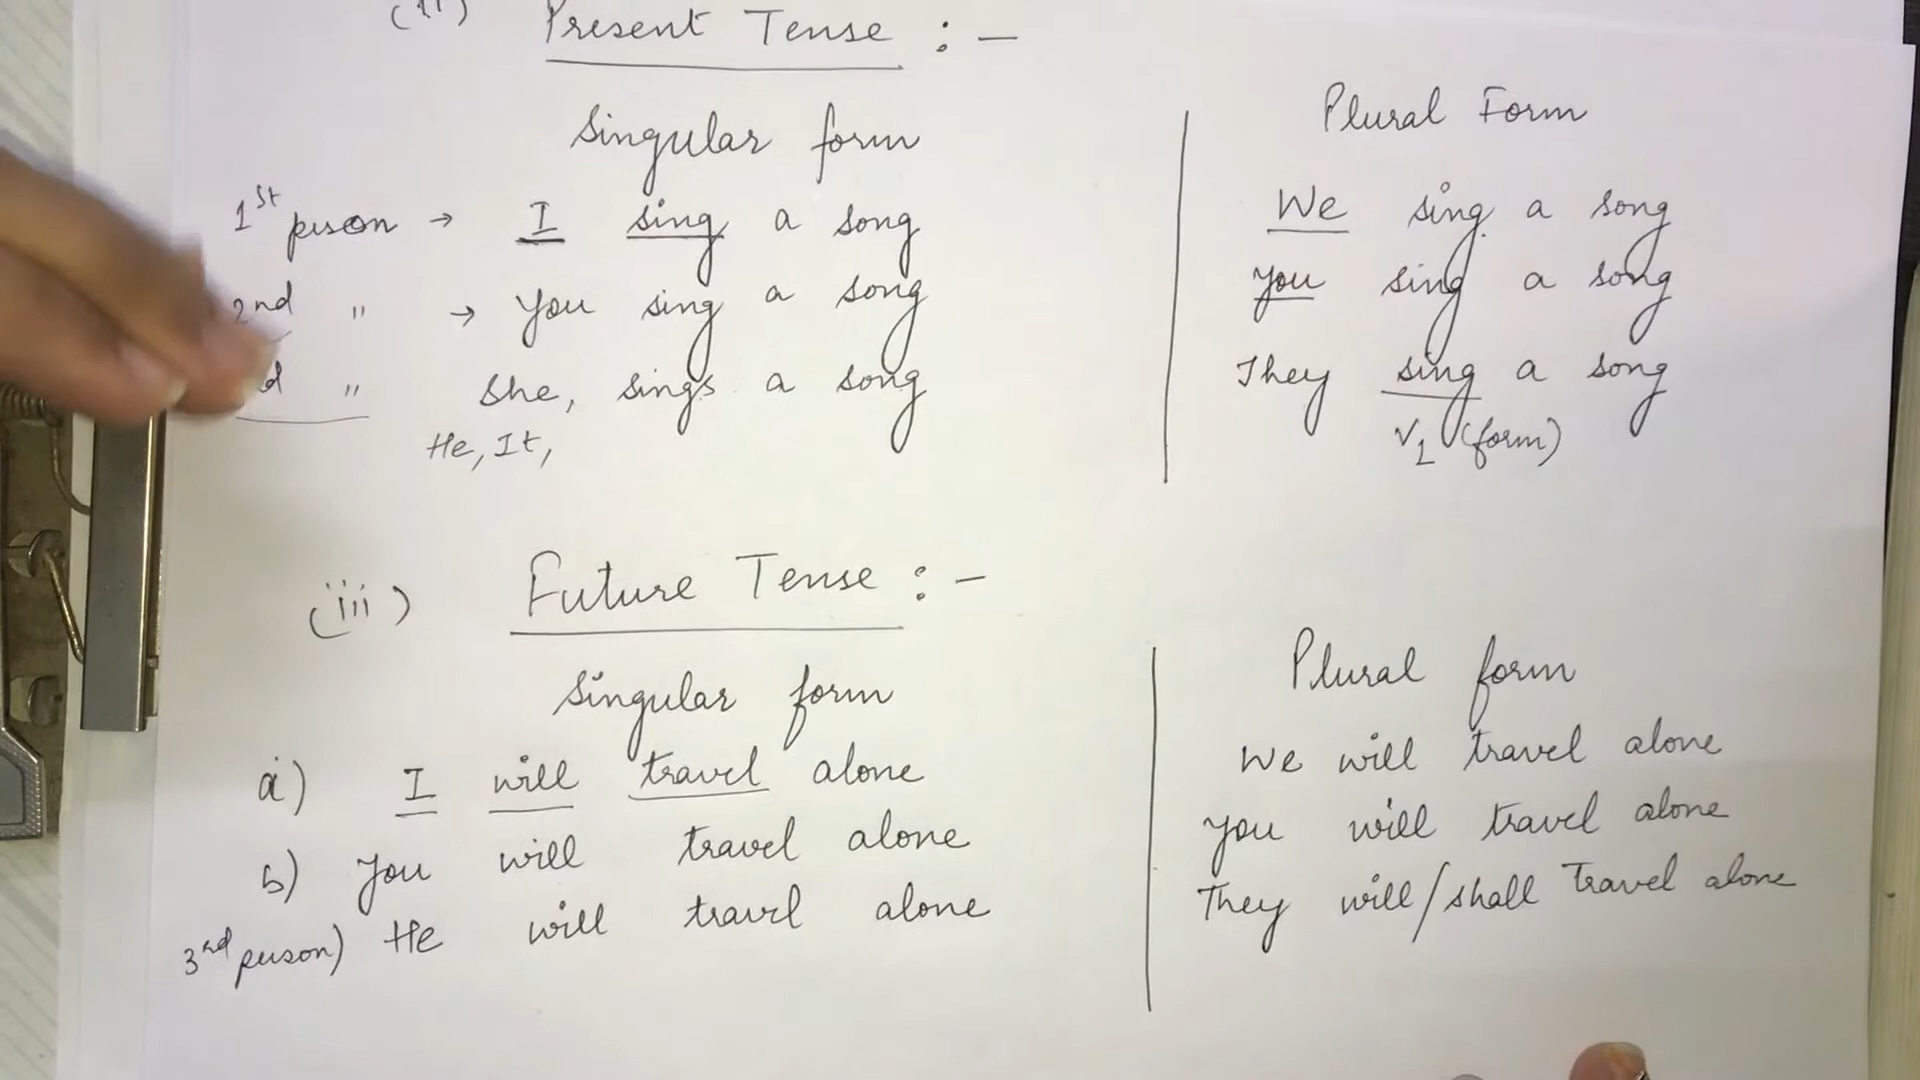 (ii) Present Tense : -
Singular form
1st person → I sing a song
2nd " → You sing a song
" She, sings a song
He, It,
Plural Form
We sing a song
You sing a song
They sing a song
V1 (form)
(iii) Future Tense : -
Singular form
a) I will travel alone
b) You will travel alone
3rd person) He will travel alone
Plural form
We will travel alone
You will travel alone
They will/shall Travel alone